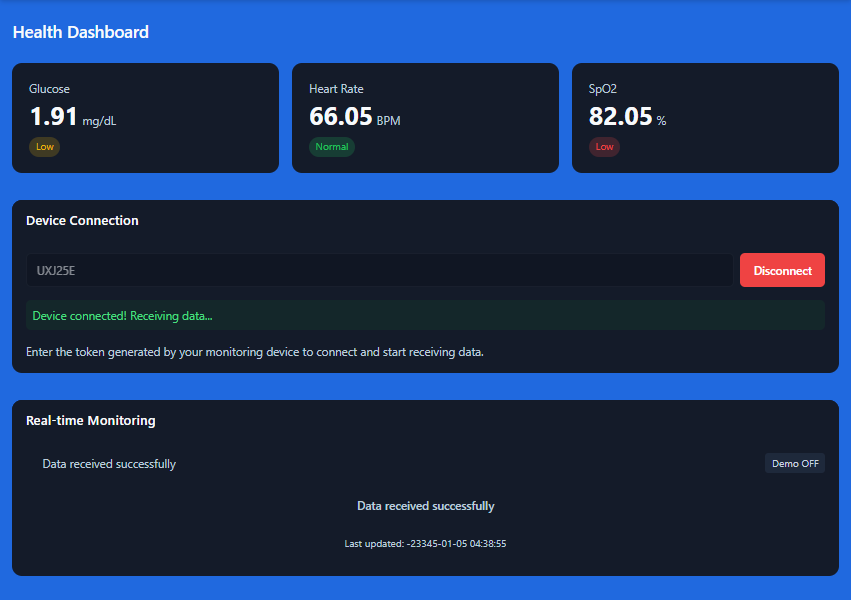 Health Dashboard
Glucose
1.91 mg/dL
Low
Heart Rate
66.05 BPM
Normal
SpO2
82.05 %
Low
Device Connection
UXJ25E
Disconnect
Device connected! Receiving data...
Enter the token generated by your monitoring device to connect and start receiving data.
Real-time Monitoring
Data received successfully
Demo OFF
Data received successfully
Last updated: -23345-01-05 04:38:55